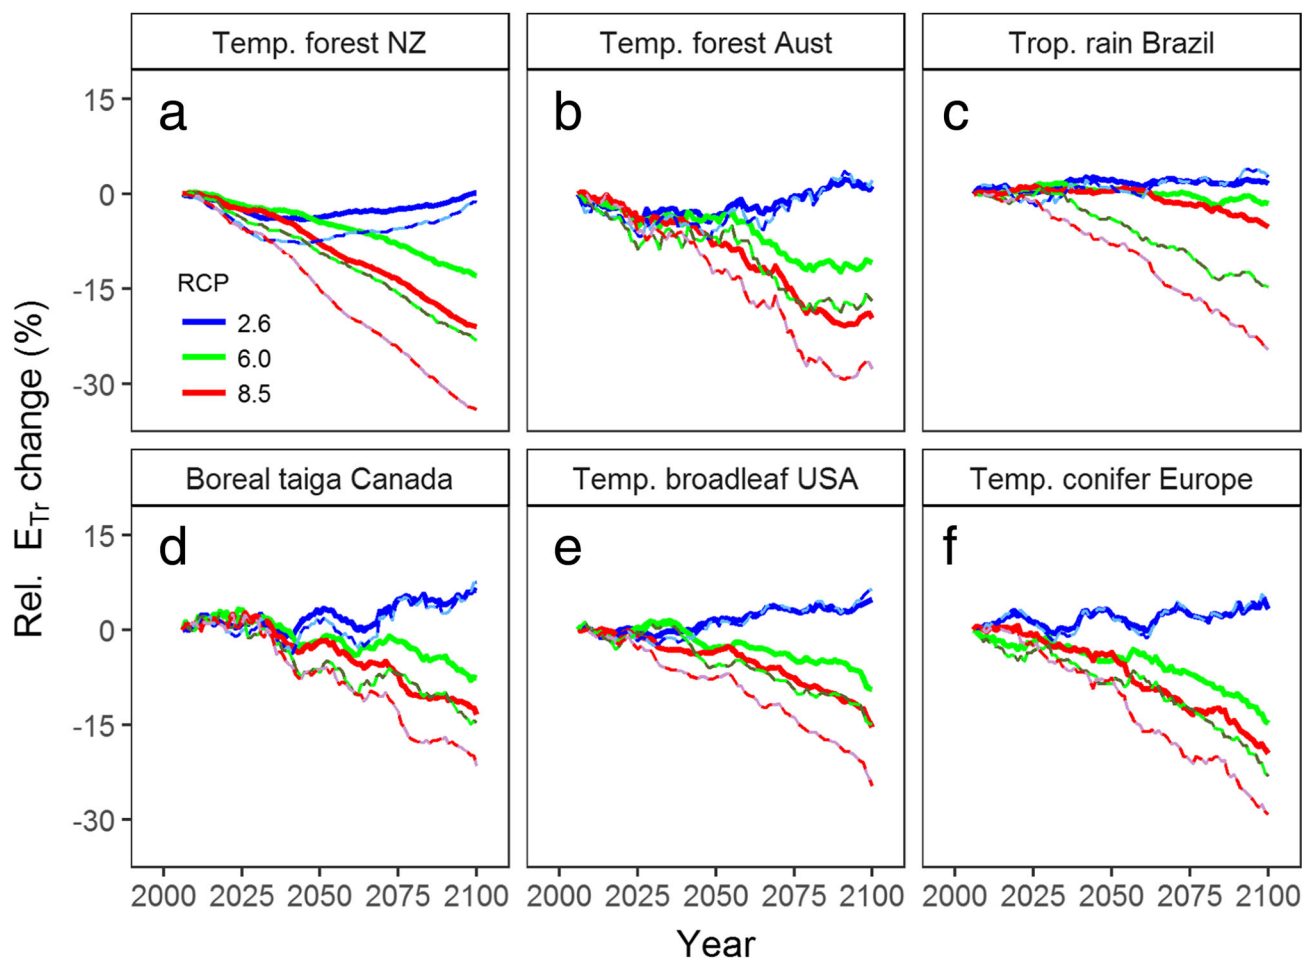 Temp. forest NZ
Temp. forest Aust
Trop. rain Brazil
a
b
c
15
0
-15
-30
RCP
2.6
6.0
8.5
Rel. ETr change (%)
Boreal taiga Canada
Temp. broadleaf USA
Temp. conifer Europe
d
e
f
15
0
-15
-30
2000 2025 2050 2075 2100
2000 2025 2050 2075 2100
2000 2025 2050 2075 2100
Year